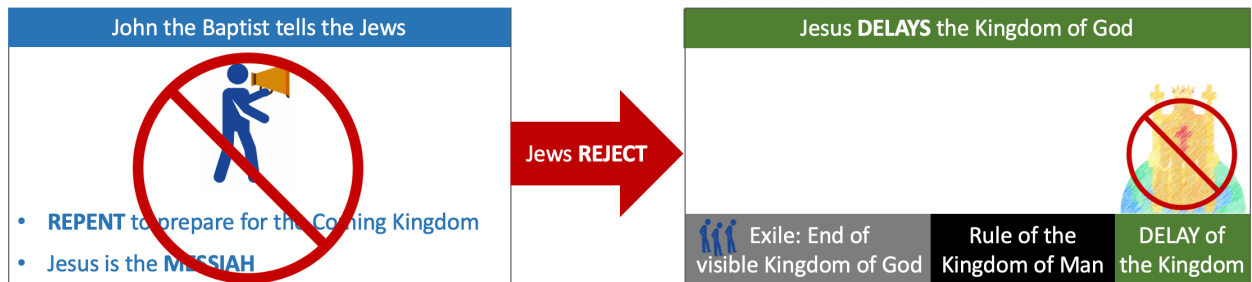 John the Baptist tells the Jews
• REPENT to prepare for the Coming Kingdom
• Jesus is the MESSIAH
Jews REJECT
Jesus DELAYS the Kingdom of God
Exile: End of
visible Kingdom of God
Rule of the
Kingdom of Man
DELAY of
the Kingdom